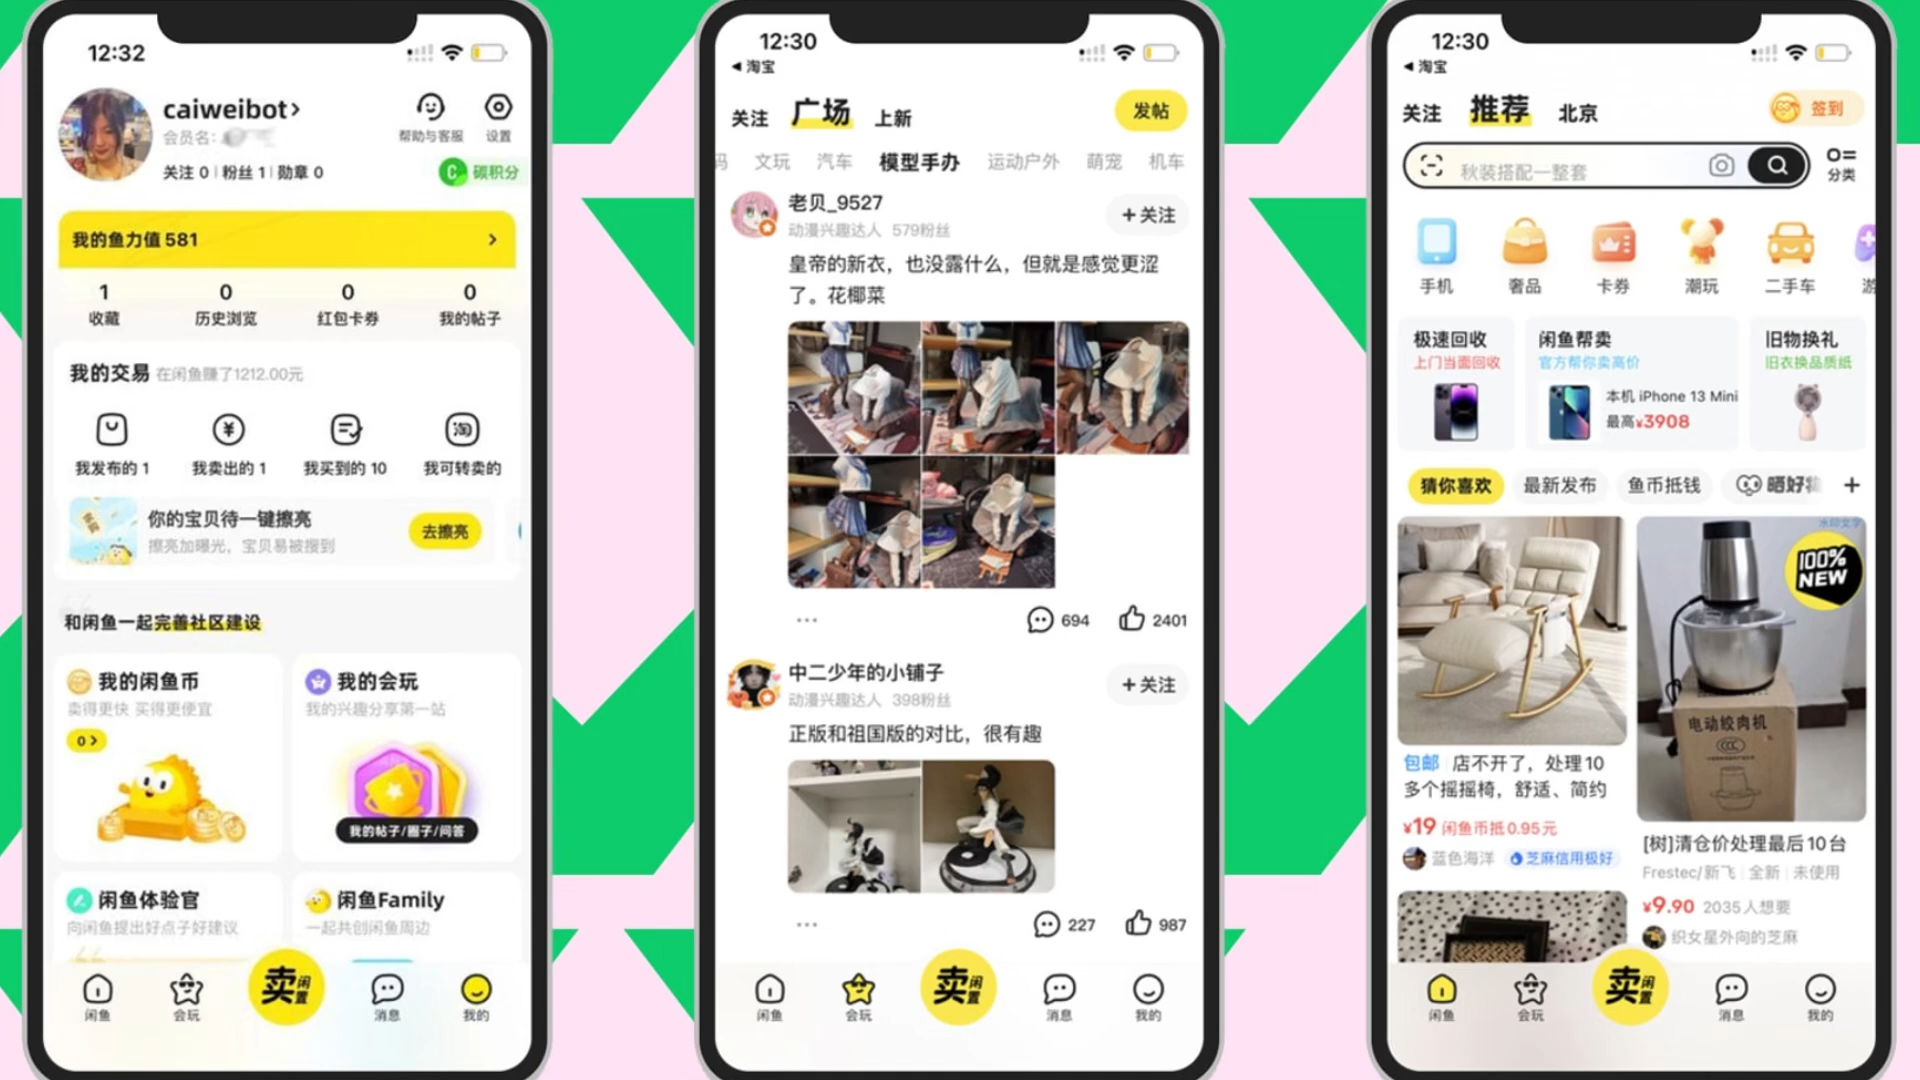 12:32
caiweibot>
会员名:
关注 0 | 粉丝 1 | 勋章 0
帮助与客服
设置
碳积分
我的鱼力值 581
1
收藏
0
历史浏览
0
红包卡券
0
我的帖子
我的交易 在闲鱼赚了1212.00元
我发布的 1
我卖出的 1
我买到的 10
淘
我可转卖的
你的宝贝待一键擦亮
擦亮加曝光，宝贝易被搜到
去擦亮
和闲鱼一起完善社区建设
我的闲鱼币
卖得更快 买得更便宜
0 >
我的会玩
我的兴趣分享第一站
我的帖子/圈子/问答
闲鱼体验官
向闲鱼提出好点子好建议
闲鱼Family
一起共创闲鱼周边
闲鱼
会玩
卖闲置
消息
我的
12:30
淘宝
关注 广场 上新
发帖
码 文玩 汽车 模型手办 运动户外 萌宠 机车
老贝_9527
动漫兴趣达人 579粉丝
+关注
皇帝的新衣，也没露什么，但就是感觉更涩
了。花椰菜
694
2401
中二少年的小铺子
动漫兴趣达人 398粉丝
+关注
正版和祖国版的对比，很有趣
227
987
闲鱼
会玩
卖闲置
消息
我的
12:30
淘宝
关注 推荐 北京
签到
秋装搭配一整套
分类
手机
奢品
卡券
潮玩
二手车
游
极速回收
上门当面回收
闲鱼帮卖
官方帮你卖高价
本机 iPhone 13 Mini
最高¥3908
旧物换礼
旧衣换品质纸
猜你喜欢 最新发布 鱼币抵钱 晒好物 +
包邮 店不开了，处理10
多个摇摇椅，舒适、简约
¥19 闲鱼币抵0.95元
蓝色海洋 芝麻信用极好
水印文字
100%
NEW
电动绞肉机
[树]清仓价处理最后10台
Frestec/新飞 | 全新 | 未使用
¥9.90 2035人想要
织女星外向的芝麻
闲鱼
会玩
卖闲置
消息
我的